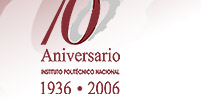 70
Aniversario
INSTITUTO POLITÉCNICO NACIONAL
1936 • 2006